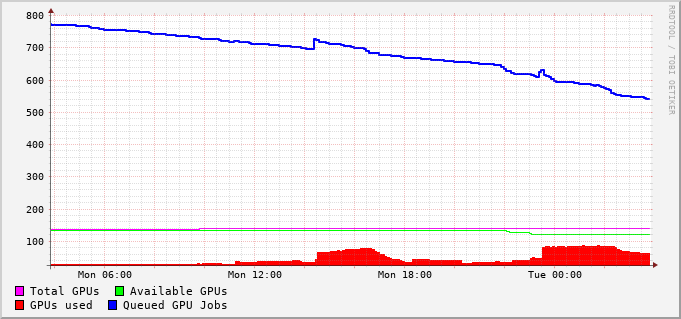 800
700
600
500
400
300
200
100
Mon 06:00 Mon 12:00 Mon 18:00 Tue 00:00
Total GPUs Available GPUs
GPUs used Queued GPU Jobs
RRDTOOL / TOBI OETIKER